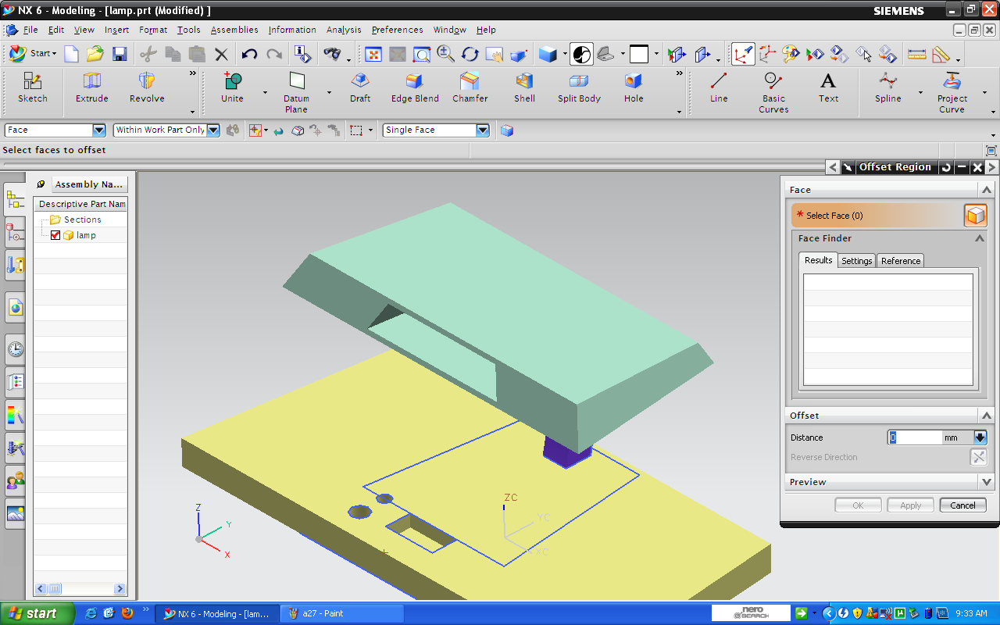 NX 6 - Modeling - [lamp.prt (Modified) ]
SIEMENS
File Edit View Insert Format Tools Assemblies Information Analysis Preferences Window Help
Start
Sketch Extrude Revolve Unite Datum Plane Draft Edge Blend Chamfer Shell Split Body Hole Line Basic Curves Text Spline Project Curve
Face Within Work Part Only Single Face
Select faces to offset
Offset Region
Assembly Na...
Descriptive Part Nam
Sections
lamp
Face
* Select Face (0)
Face Finder
Results Settings Reference
Offset
Distance 0 mm
Reverse Direction
Preview
OK Apply Cancel
ZC
YC
XC
Z
Y
X
start
NX 6 - Modeling - [lam...
a27 - Paint
nero
SEARCH
9:33 AM